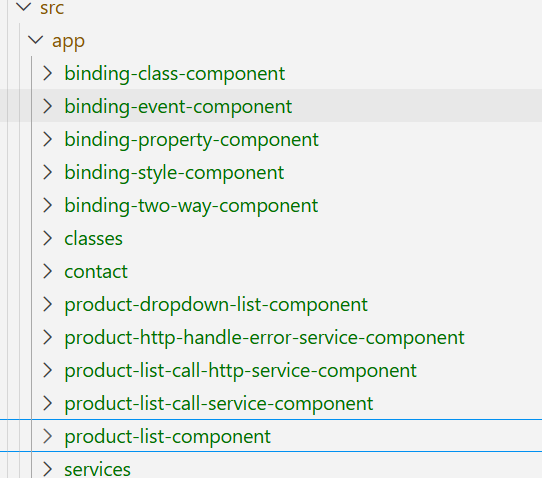 src
app
binding-class-component
binding-event-component
binding-property-component
binding-style-component
binding-two-way-component
classes
contact
product-dropdown-list-component
product-http-handle-error-service-component
product-list-call-http-service-component
product-list-call-service-component
product-list-component
services